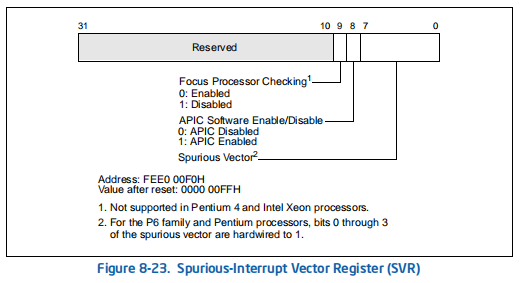 31 10 9 8 7 0
Reserved
Focus Processor Checking1
0: Enabled
1: Disabled
APIC Software Enable/Disable
0: APIC Disabled
1: APIC Enabled
Spurious Vector2
Address: FEE0 00F0H
Value after reset: 0000 00FFH
1. Not supported in Pentium 4 and Intel Xeon processors.
2. For the P6 family and Pentium processors, bits 0 through 3
of the spurious vector are hardwired to 1.
Figure 8-23. Spurious-Interrupt Vector Register (SVR)